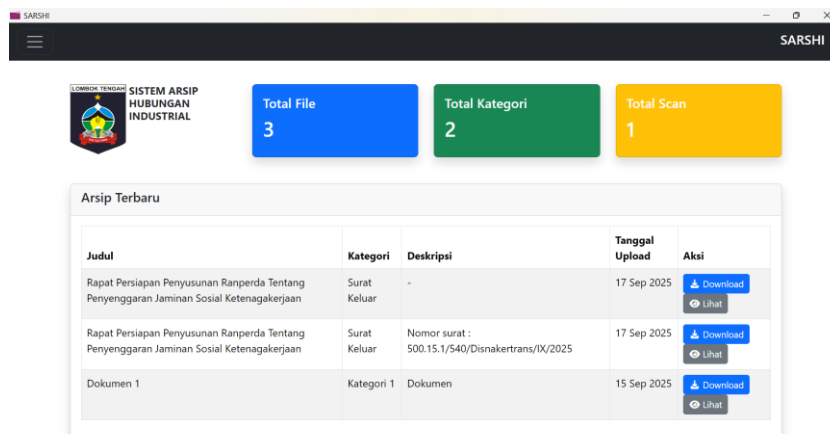 SARSHI
SARSHI
LOMBOK TENGAH
SISTEM ARSIP
HUBUNGAN
INDUSTRIAL
Total File
3
Total Kategori
2
Total Scan
1
Arsip Terbaru
Judul Kategori Deskripsi Tanggal Upload Aksi
Rapat Persiapan Penyusunan Ranperda Tentang Surat - 17 Sep 2025 Download
Penyenggaran Jaminan Sosial Ketenagakerjaan Keluar Lihat
Rapat Persiapan Penyusunan Ranperda Tentang Surat Nomor surat : 17 Sep 2025 Download
Penyenggaran Jaminan Sosial Ketenagakerjaan Keluar 500.15.1/540/Disnakertrans/IX/2025 Lihat
Dokumen 1 Kategori 1 Dokumen 15 Sep 2025 Download
Lihat